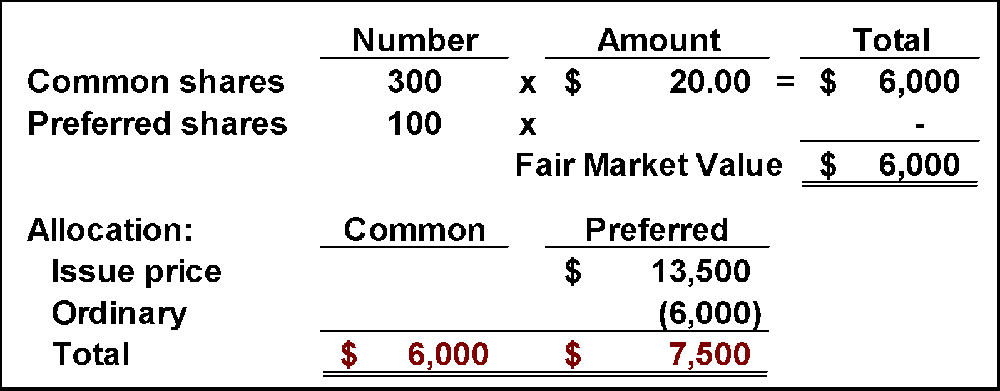 Number Amount Total
Common shares 300 x $ 20.00 = $ 6,000
Preferred shares 100 x -
Fair Market Value $ 6,000
Allocation: Common Preferred
Issue price $ 13,500
Ordinary (6,000)
Total $ 6,000 $ 7,500